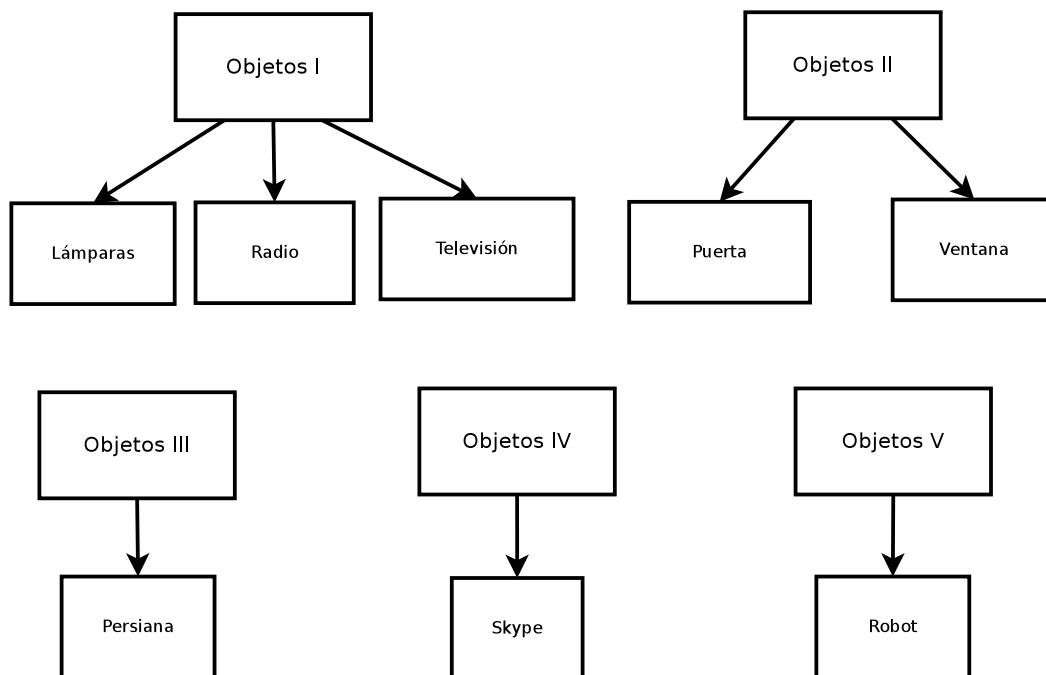 Objetos I
Objetos II
Lámparas
Radio
Televisión
Puerta
Ventana
Objetos III
Objetos IV
Objetos V
Persiana
Skype
Robot